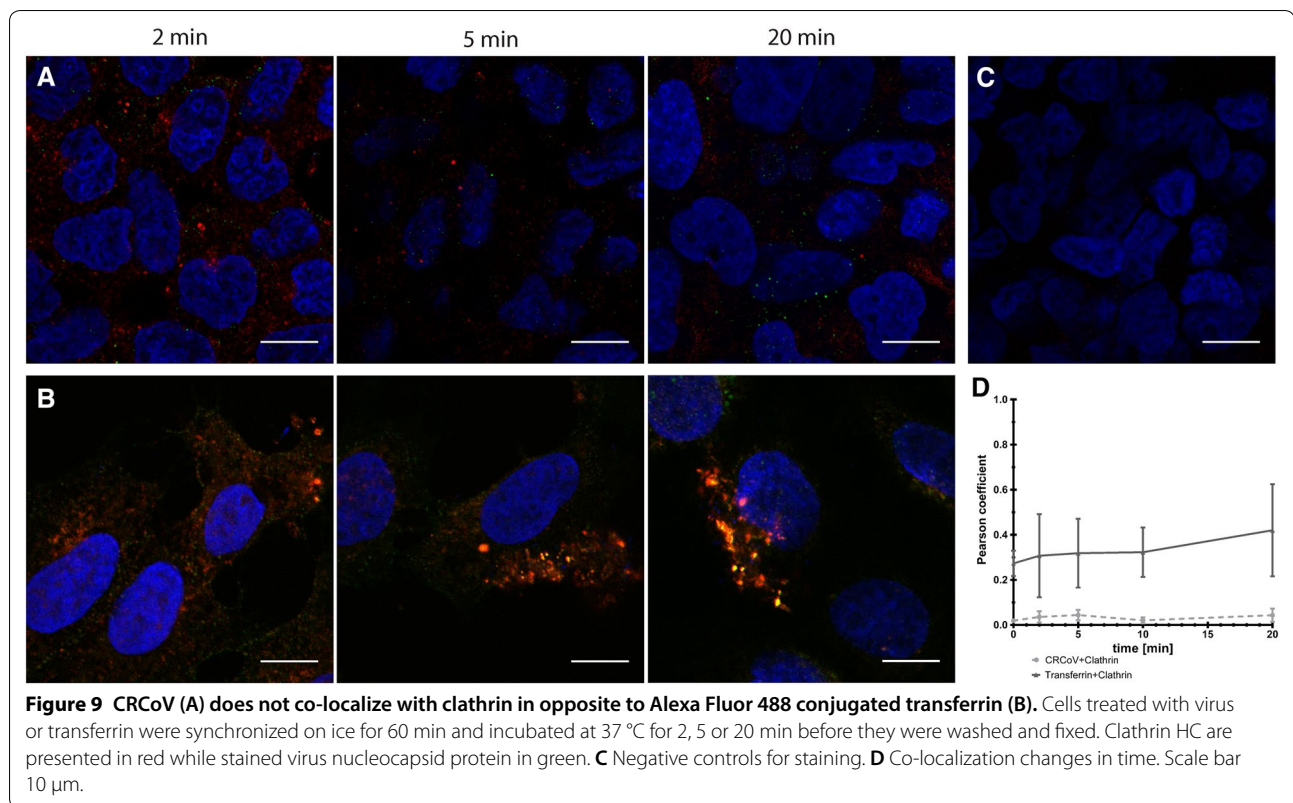 2 min
5 min
20 min
A
C
B
D
1.0
0.8
0.6
0.4
0.2
0.0
Pearson coefficient
0
5
10
15
20
time [min]
CRCoV+Clathrin
Transferrin+Clathrin
Figure 9 CRCoV (A) does not co-localize with clathrin in opposite to Alexa Fluor 488 conjugated transferrin (B). Cells treated with virus
or transferrin were synchronized on ice for 60 min and incubated at 37 °C for 2, 5 or 20 min before they were washed and fixed. Clathrin HC are
presented in red while stained virus nucleocapsid protein in green. C Negative controls for staining. D Co-localization changes in time. Scale bar
10 μm.